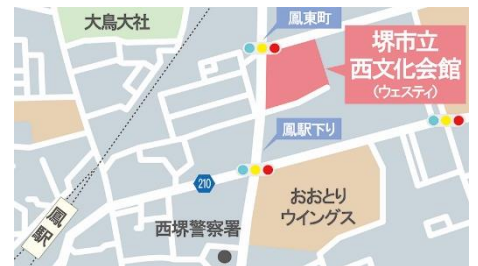 大鳥大社
鳳東町
堺市立
西文化会館
(ウェスティ)
鳳駅下り
210
おおとり
ウイングス
鳳駅
西堺警察署